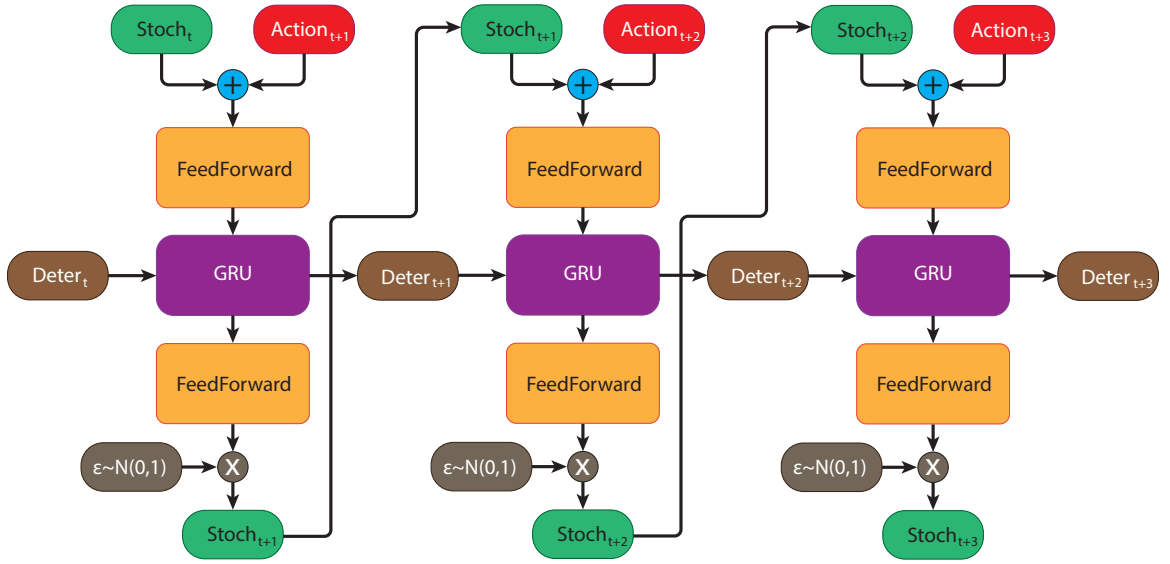 Stoch_t Action_t+1 Stoch_t+1 Action_t+2 Stoch_t+2 Action_t+3
+ + +
FeedForward FeedForward FeedForward
Deter_t GRU Deter_t+1 GRU Deter_t+2 GRU Deter_t+3
FeedForward FeedForward FeedForward
ε~N(0,1) X ε~N(0,1) X ε~N(0,1) X
Stoch_t+1 Stoch_t+2 Stoch_t+3